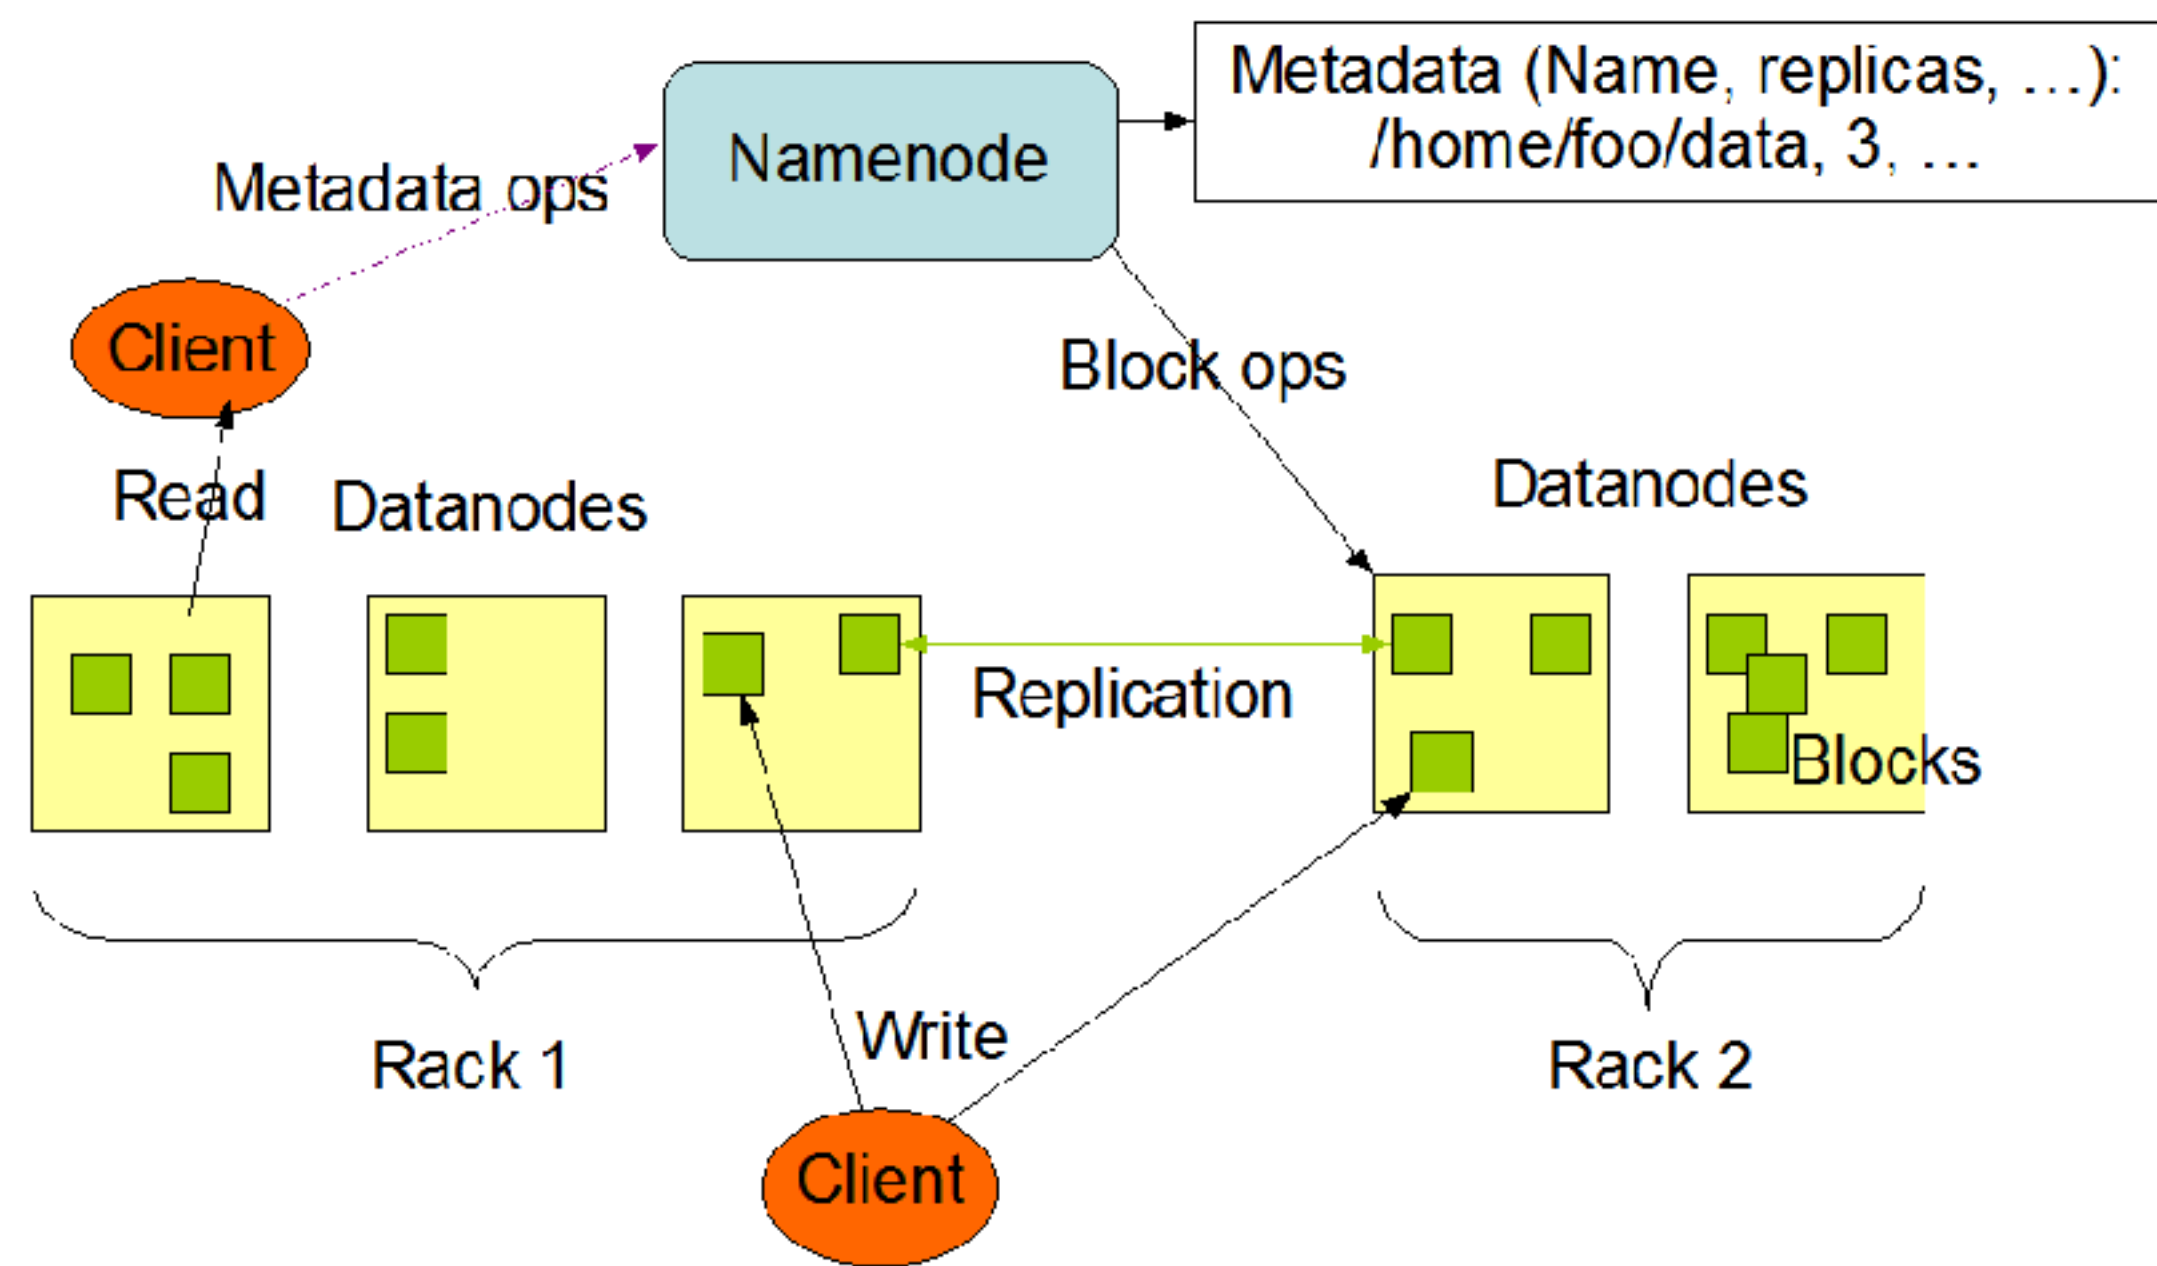 Metadata (Name, replicas, …):
/home/foo/data, 3, …
Namenode
Metadata ops
Client
Block ops
Read
Datanodes
Datanodes
Replication
Blocks
Rack 1
Write
Rack 2
Client